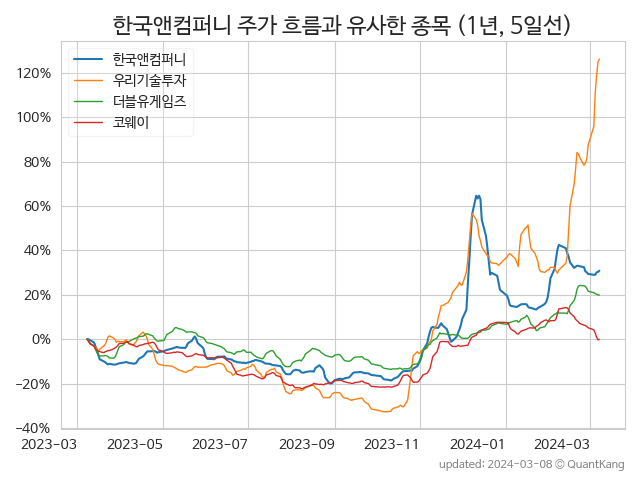 한국앤컴퍼니 주가 흐름과 유사한 종목 (1년, 5일선)
한국앤컴퍼니
우리기술투자
더블유게임즈
코웨이
120%
100%
80%
60%
40%
20%
0%
−20%
−40%
2023-03 2023-05 2023-07 2023-09 2023-11 2024-01 2024-03
updated: 2024-03-08 © QuantKang